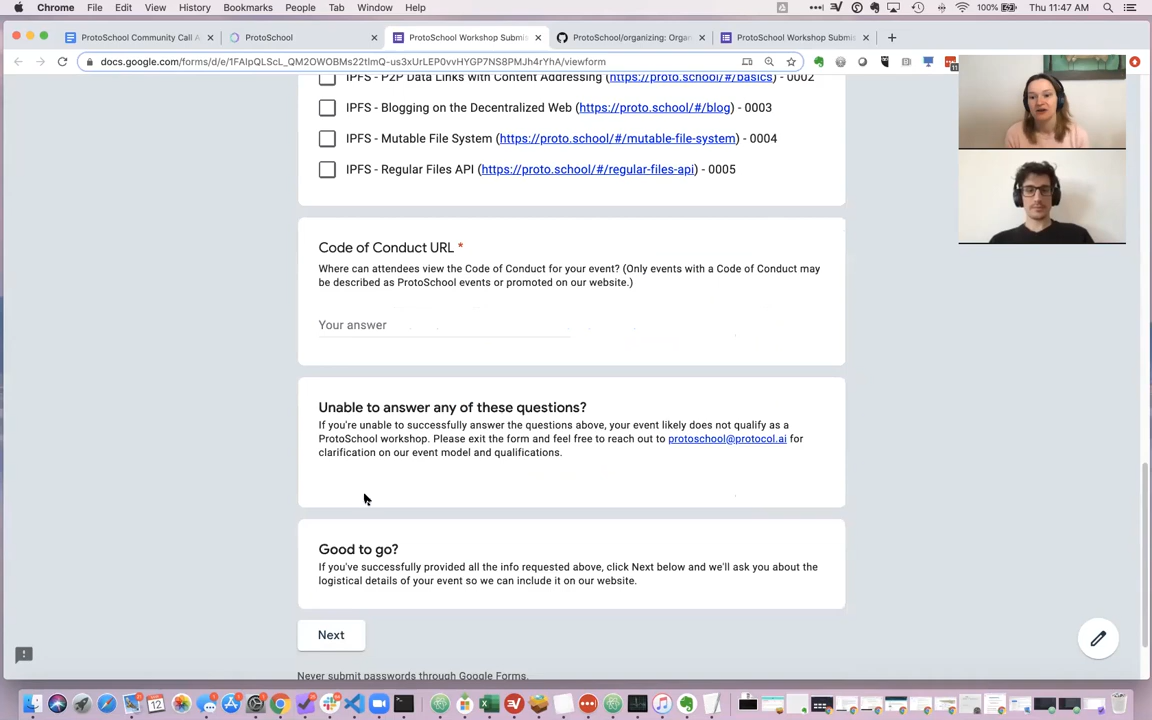 Chrome File Edit View History Bookmarks People Tab Window Help
100% Thu 11:47 AM
ProtoSchool Community Call A
ProtoSchool
ProtoSchool Workshop Submis
ProtoSchool/organizing: Organ
ProtoSchool Workshop Submis
docs.google.com/forms/d/e/1FAIpQLScL_QM2OWOBMs22tImQ-us3xUrLEP0vvHYGP7NS8PMJh4rYhA/viewform
IPFS - P2P Data Links with Content Addressing (https://proto.school/#/basics) - 0002
IPFS - Blogging on the Decentralized Web (https://proto.school/#/blog) - 0003
IPFS - Mutable File System (https://proto.school/#/mutable-file-system) - 0004
IPFS - Regular Files API (https://proto.school/#/regular-files-api) - 0005
Code of Conduct URL *
Where can attendees view the Code of Conduct for your event? (Only events with a Code of Conduct may
be described as ProtoSchool events or promoted on our website.)
Your answer
Unable to answer any of these questions?
If you're unable to successfully answer the questions above, your event likely does not qualify as a
ProtoSchool workshop. Please exit the form and feel free to reach out to protoschool@protocol.ai for
clarification on our event model and qualifications.
Good to go?
If you've successfully provided all the info requested above, click Next below and we'll ask you about the
logistical details of your event so we can include it on our website.
Next
Never submit passwords through Google Forms.